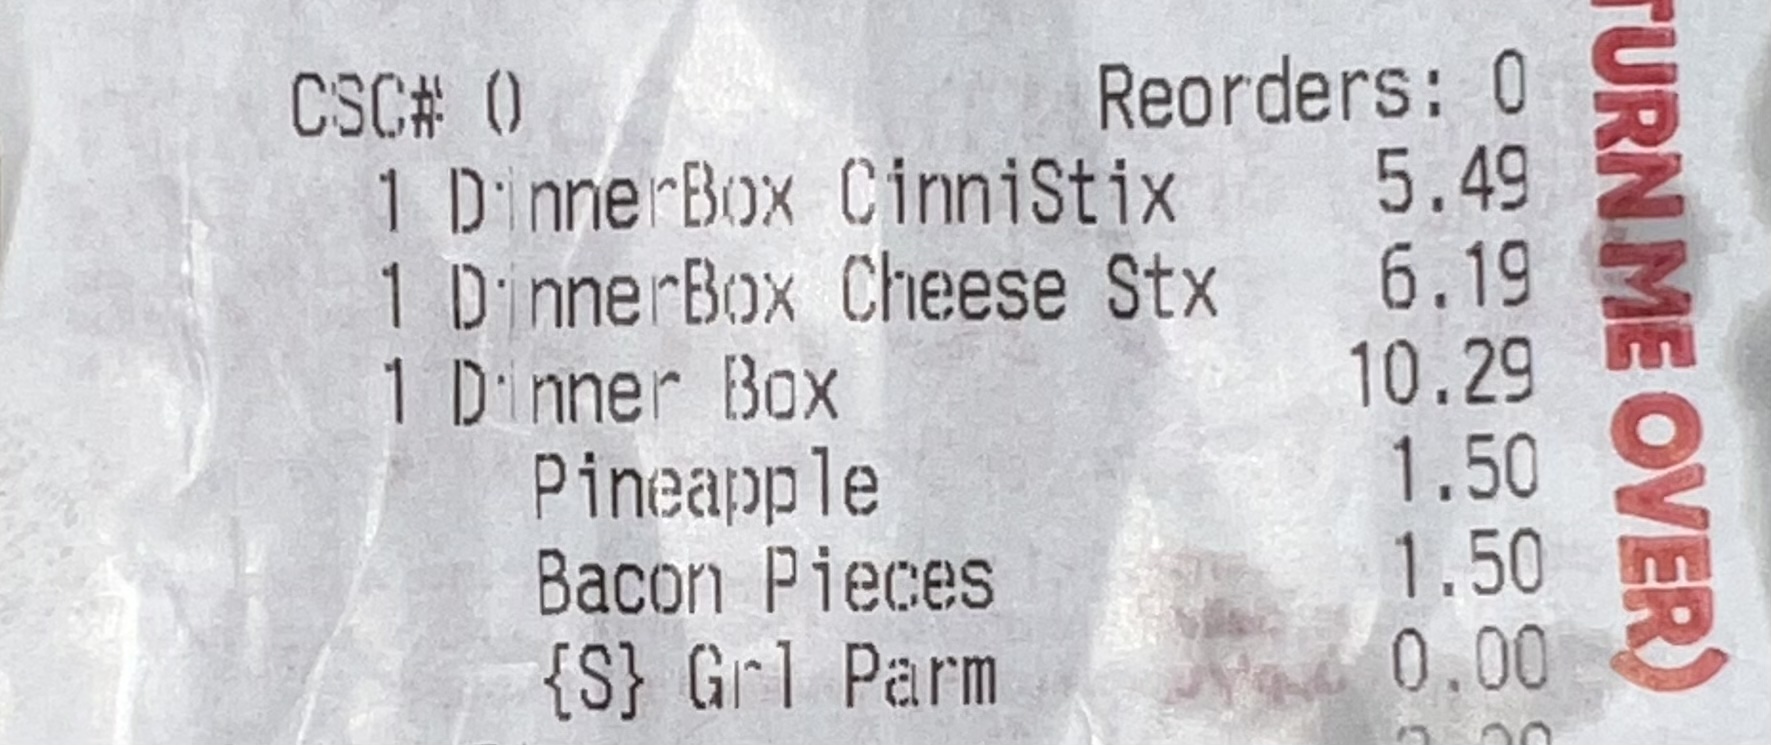 CSC# () Reorders: 0
1 DinnerBox CinniStix 5.49
1 DinnerBox Cheese Stx 6.19
1 Dinner Box 10.29
Pineapple 1.50
Bacon Pieces 1.50
{S} Grl Parm 0.00
TURN ME OVER)